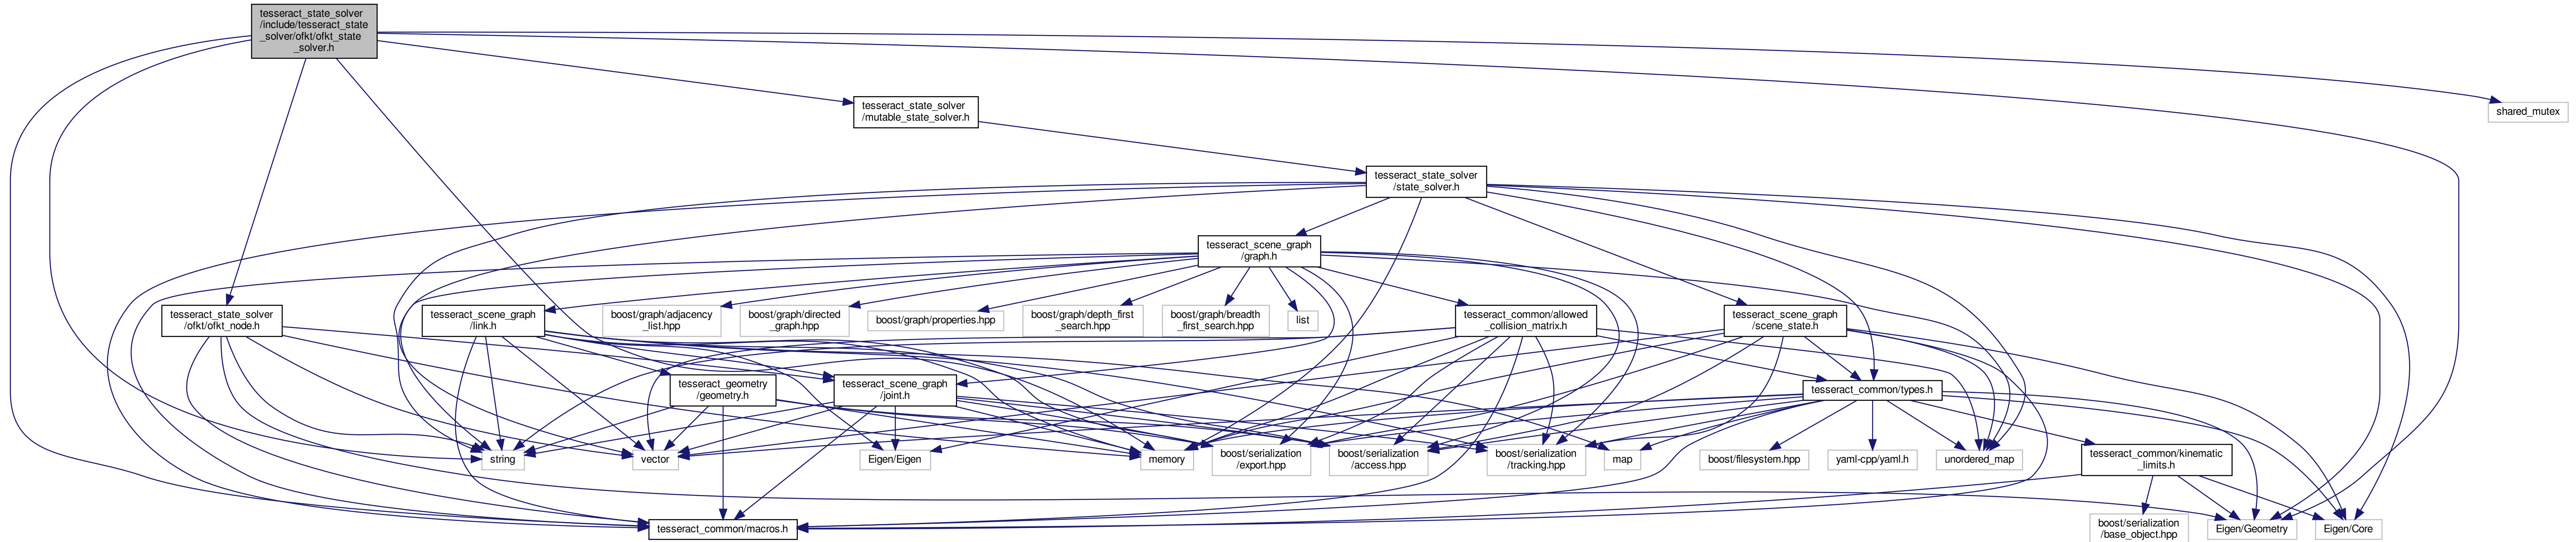 tesseract_state_solver
/include/tesseract_state
_solver/ofkt/ofkt_state
_solver.h
tesseract_state_solver
/mutable_state_solver.h
shared_mutex
tesseract_state_solver
/state_solver.h
tesseract_scene_graph
/graph.h
tesseract_state_solver
/ofkt/ofkt_node.h
tesseract_scene_graph
/link.h
boost/graph/adjacency
_list.hpp
boost/graph/directed
_graph.hpp
boost/graph/properties.hpp
boost/graph/depth_first
_search.hpp
boost/graph/breadth
_first_search.hpp
list
tesseract_common/allowed
_collision_matrix.h
tesseract_scene_graph
/scene_state.h
tesseract_geometry
/geometry.h
tesseract_scene_graph
/joint.h
tesseract_common/types.h
string
vector
Eigen/Eigen
memory
boost/serialization
/export.hpp
boost/serialization
/access.hpp
boost/serialization
/tracking.hpp
map
boost/filesystem.hpp
yaml-cpp/yaml.h
unordered_map
tesseract_common/kinematic
_limits.h
tesseract_common/macros.h
boost/serialization
/base_object.hpp
Eigen/Geometry
Eigen/Core